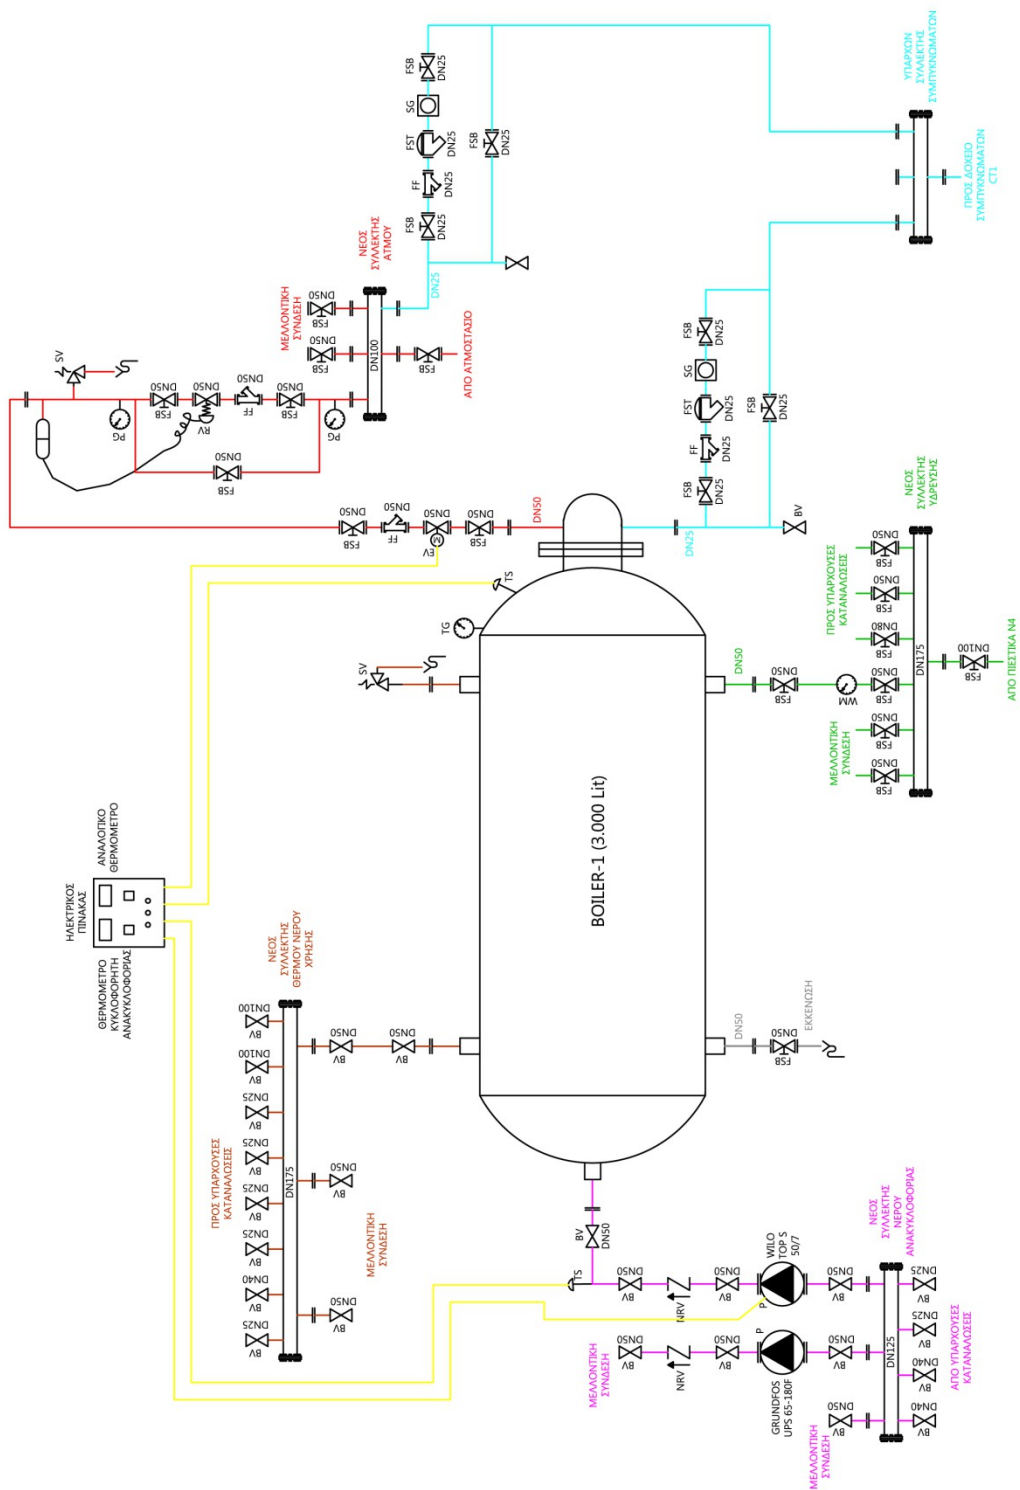 ΥΠΑΡΧΩΝ
ΣΥΛΛΕΚΤΗΣ
ΣΥΜΠΥΚΝΩΜΑΤΩΝ
ΠΡΟΣ ΔΟΧΕΙΟ
ΣΥΜΠΥΚΝΩΜΑΤΩΝ
CT1
FSB
DN25
SG
FST
DN25
FF
DN25
FSB
DN25
FSB
DN25
DN25
ΝΕΟΣ
ΣΥΛΛΕΚΤΗΣ
ΑΤΜΟΥ
ΜΕΛΛΟΝΤΙΚΗ
ΣΥΝΔΕΣΗ
DN50
FSB
DN50
FSB
DN100
FSB
ΑΠΟ ΑΤΜΟΣΤΑΣΙΟ
SV
PG
DN50
FSB
DN50
RV
DN50
FF
DN50
FSB
PG
DN50
FSB
DN50
FSB
DN50
FF
DN50
EV
DN50
FSB
DN50
FSB
DN25
SG
FST
DN25
FF
DN25
FSB
DN25
FSB
DN25
DN25
BV
ΝΕΟΣ
ΣΥΛΛΕΚΤΗΣ
ΥΔΡΕΥΣΗΣ
ΠΡΟΣ ΥΠΑΡΧΟΥΣΕΣ
ΚΑΤΑΝΑΛΩΣΕΙΣ
ΜΕΛΛΟΝΤΙΚΗ
ΣΥΝΔΕΣΗ
DN50
FSB
DN50
FSB
DN80
FSB
DN50
FSB
DN50
FSB
DN50
FSB
DN175
DN100
FSB
ΑΠΟ ΠΙΕΣΤΙΚΑ Ν4
DN50
DN50
FSB
WM
TS
TG
SV
BOILER-1 (3.000 Lit)
ΗΛΕΚΤΡΙΚΟΣ
ΠΙΝΑΚΑΣ
ΑΝΑΛΟΓΙΚΟ
ΘΕΡΜΟΜΕΤΡΟ
ΘΕΡΜΟΜΕΤΡΟ
ΚΥΚΛΟΦΟΡΗΤΗ
ΑΝΑΚΥΚΛΟΦΟΡΙΑΣ
ΝΕΟΣ
ΣΥΛΛΕΚΤΗΣ
ΘΕΡΜΟΥ ΝΕΡΟΥ
ΧΡΗΣΗΣ
DN100
BV
DN100
BV
DN25
BV
DN25
BV
DN25
BV
DN25
BV
DN40
BV
DN25
BV
ΠΡΟΣ ΥΠΑΡΧΟΥΣΕΣ
ΚΑΤΑΝΑΛΩΣΕΙΣ
DN175
DN50
BV
DN50
BV
DN50
BV
DN50
BV
ΜΕΛΛΟΝΤΙΚΗ
ΣΥΝΔΕΣΗ
DN50
DN50
FSB
ΕΚΚΕΝΩΣΗ
BV
DN50
TS
DN50
BV
NRV
DN50
BV
P
WILO
TOP S
50/7
DN50
BV
ΜΕΛΛΟΝΤΙΚΗ
ΣΥΝΔΕΣΗ
DN50
BV
NRV
DN50
BV
P
GRUNDFOS
UPS 65-180F
DN50
BV
ΝΕΟΣ
ΣΥΛΛΕΚΤΗΣ
ΝΕΡΟΥ
ΑΝΑΚΥΚΛΟΦΟΡΙΑΣ
DN125
DN50
BV
ΜΕΛΛΟΝΤΙΚΗ
ΣΥΝΔΕΣΗ
DN25
BV
DN25
BV
DN40
BV
DN40
BV
ΑΠΟ ΥΠΑΡΧΟΥΣΕΣ
ΚΑΤΑΝΑΛΩΣΕΙΣ